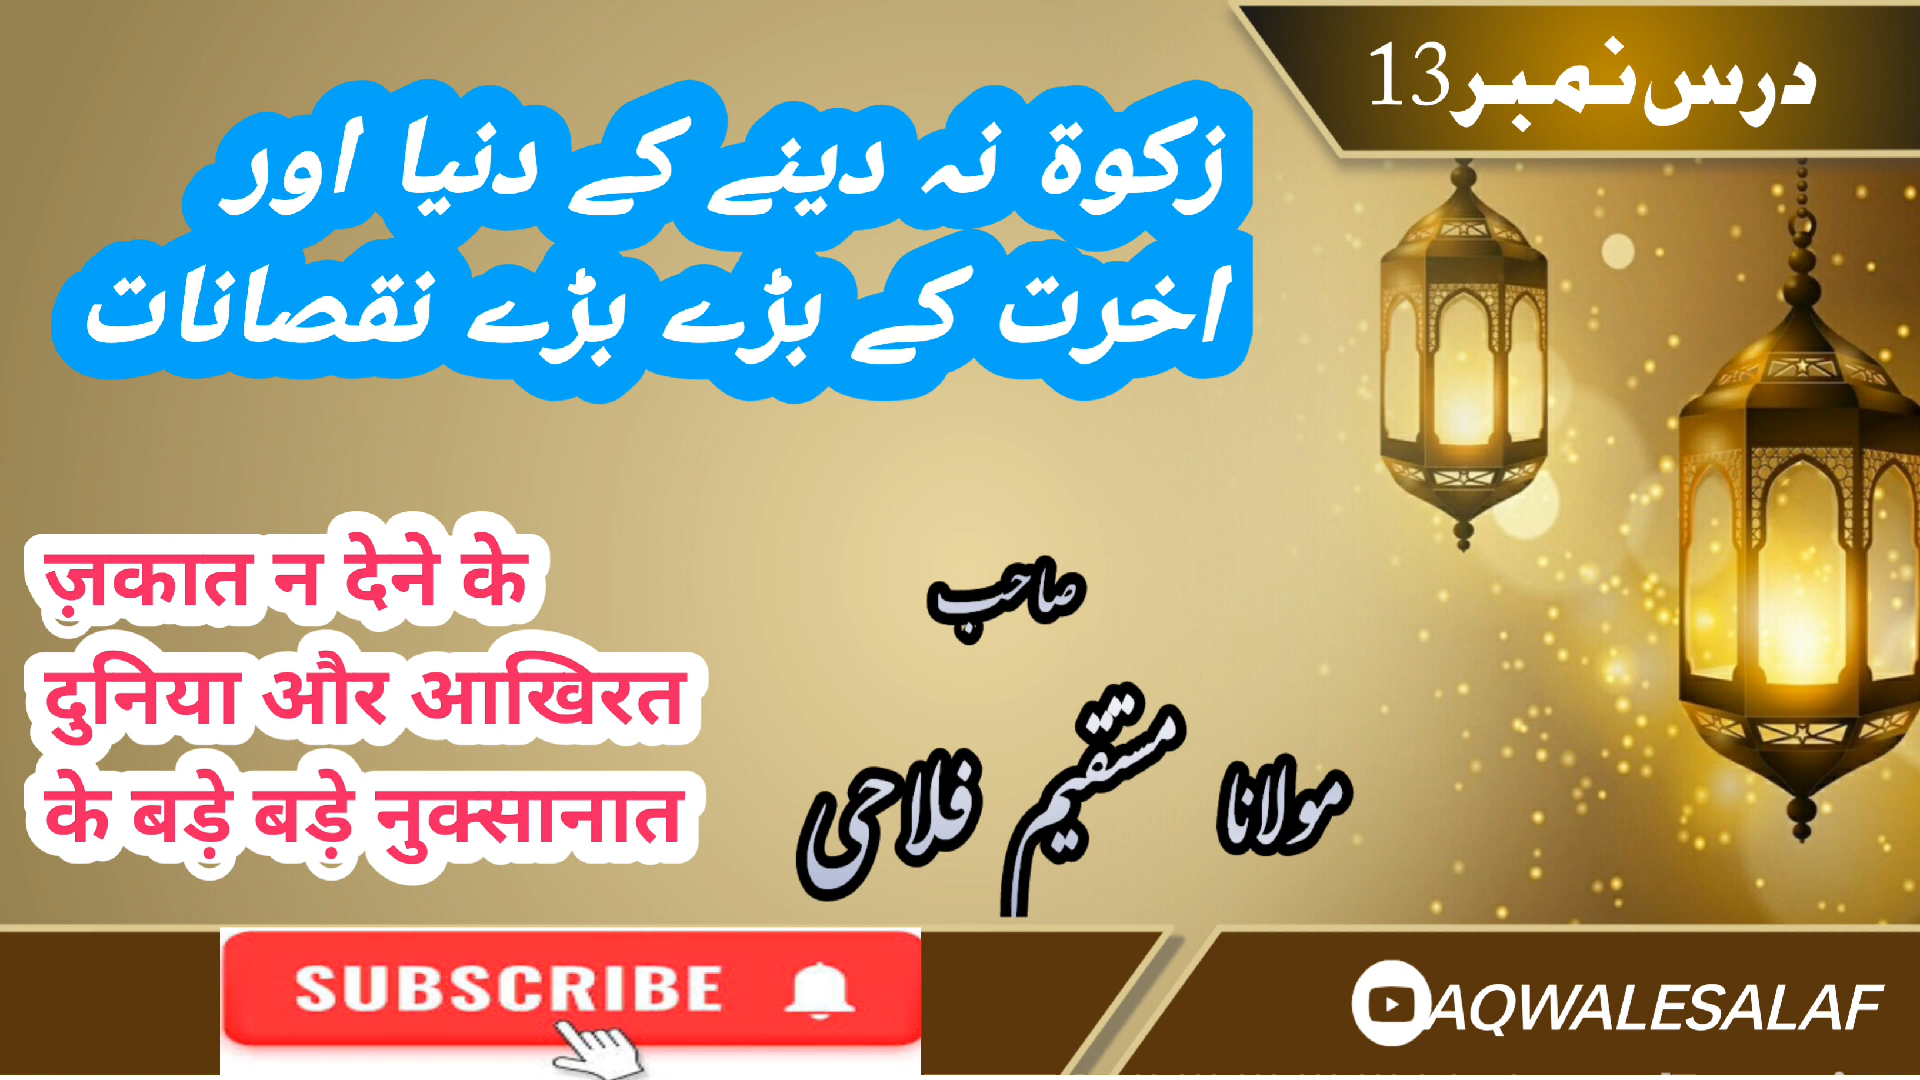 درس نمبر13
زکوۃ نہ دینے کے دنیا اور
اخرت کے بڑے بڑے نقصانات
ज़कात न देने के
दुनिया और आखिरत
के बड़े बड़े नुक्सानात
صاحب
مولانا مستقیم فلاحی
SUBSCRIBE
AQWALESALAF